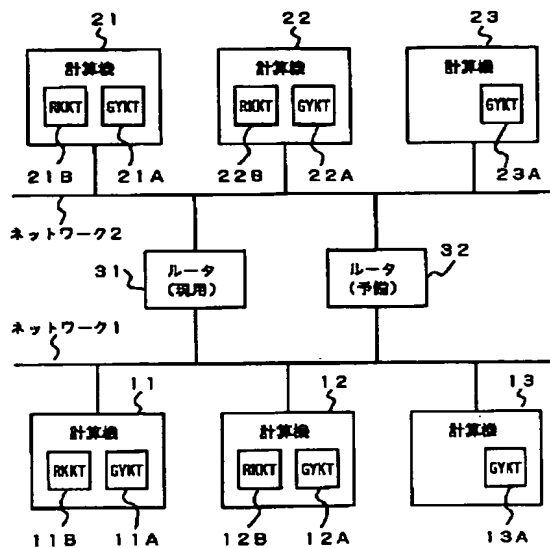 21
22
23
計算機
計算機
計算機
RKKT
GYKT
RKKT
GYKT
GYKT
21B
21A
22B
22A
23A
ネットワーク2
31
ルータ
(現用)
ルータ
(予備)
32
ネットワーク1
11
12
13
計算機
計算機
計算機
RKKT
GYKT
RKKT
GYKT
GYKT
11B
11A
12B
12A
13A